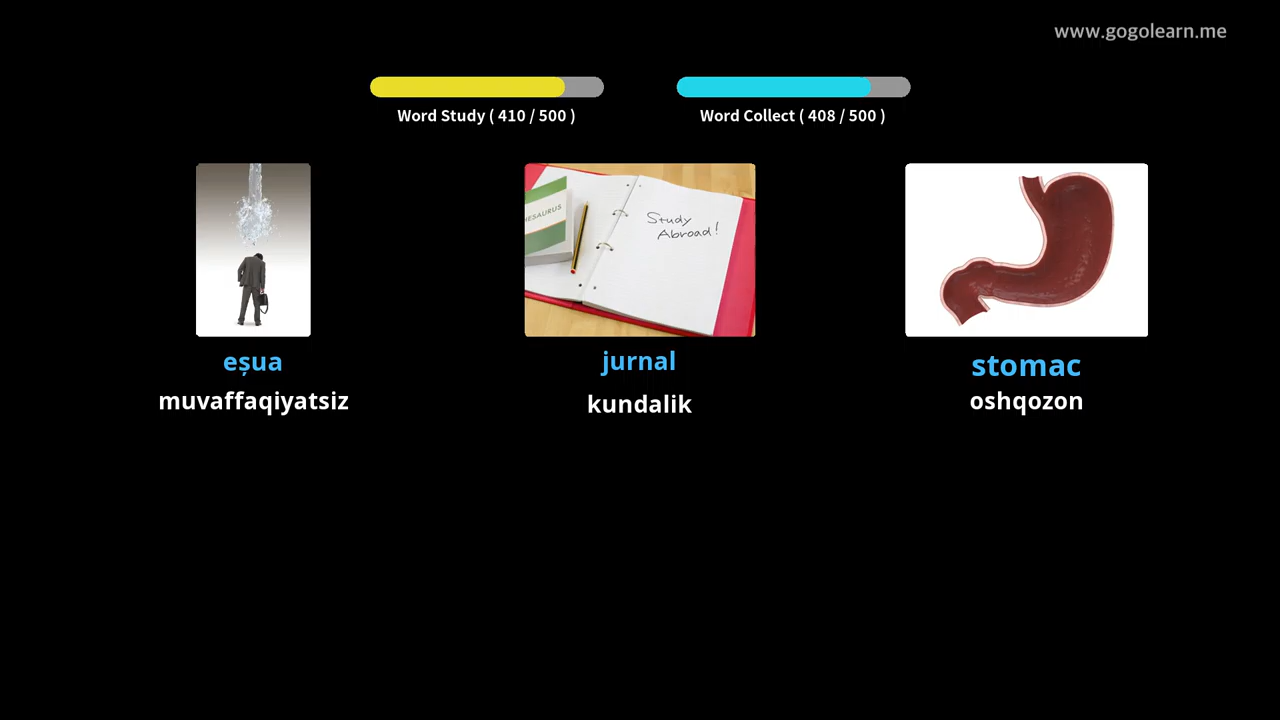 www.gogolearn.me
Word Study ( 410 / 500 )
Word Collect ( 408 / 500 )
HESAURUS
Study
Abroad!
eșua
jurnal
stomac
muvaffaqiyatsiz
kundalik
oshqozon